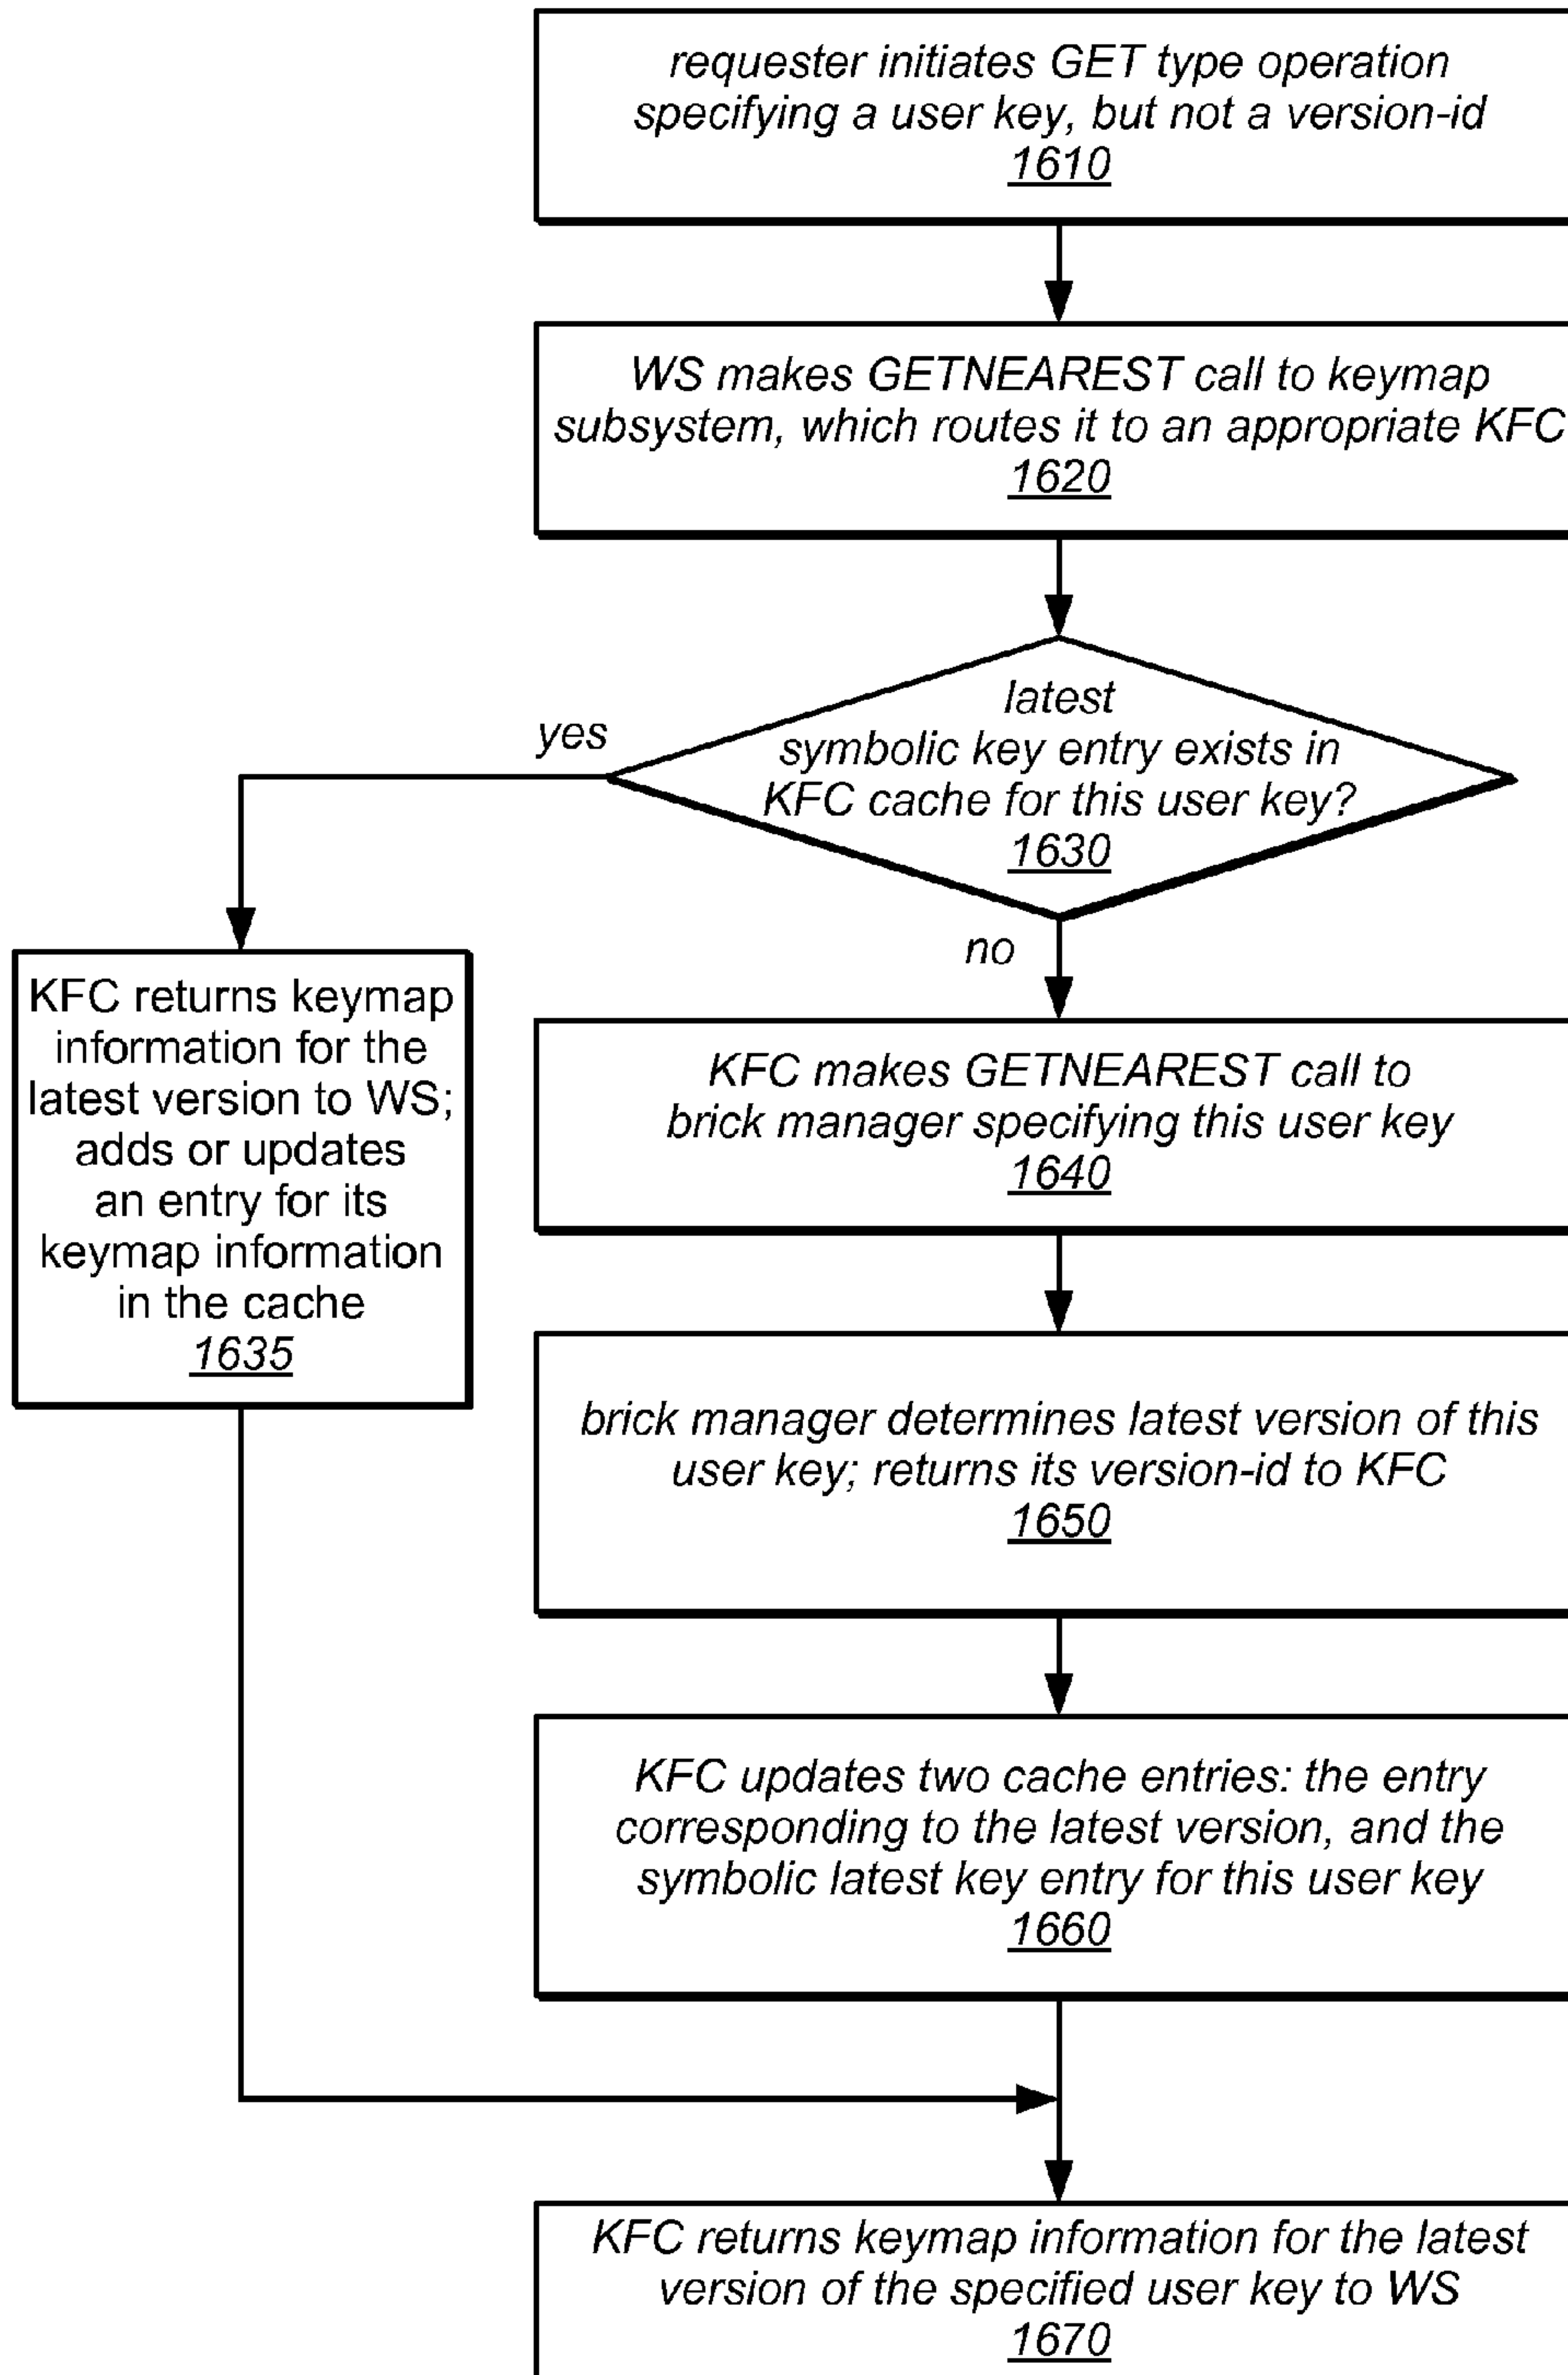 requester initiates GET type operation
specifying a user key, but not a version-id
1610
WS makes GETNEAREST call to keymap
subsystem, which routes it to an appropriate KFC
1620
latest
symbolic key entry exists in
KFC cache for this user key?
1630
yes
no
KFC returns keymap
information for the
latest version to WS;
adds or updates
an entry for its
keymap information
in the cache
1635
KFC makes GETNEAREST call to
brick manager specifying this user key
1640
brick manager determines latest version of this
user key; returns its version-id to KFC
1650
KFC updates two cache entries: the entry
corresponding to the latest version, and the
symbolic latest key entry for this user key
1660
KFC returns keymap information for the latest
version of the specified user key to WS
1670